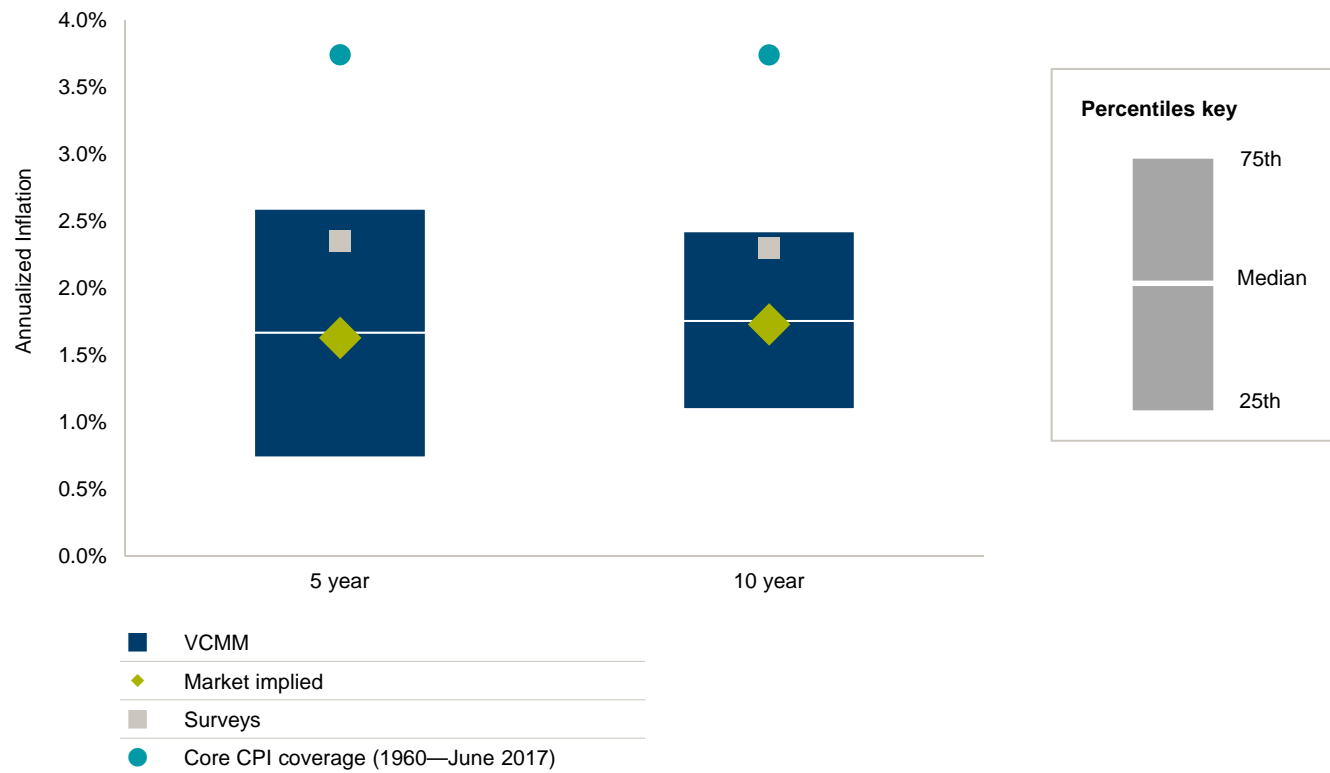 4.0%
3.5%
3.0%
2.5%
2.0%
1.5%
1.0%
0.5%
0.0%
Annualized Inflation
5 year
10 year
Percentiles key
75th
Median
25th
VCMM
Market implied
Surveys
Core CPI coverage (1960—June 2017)